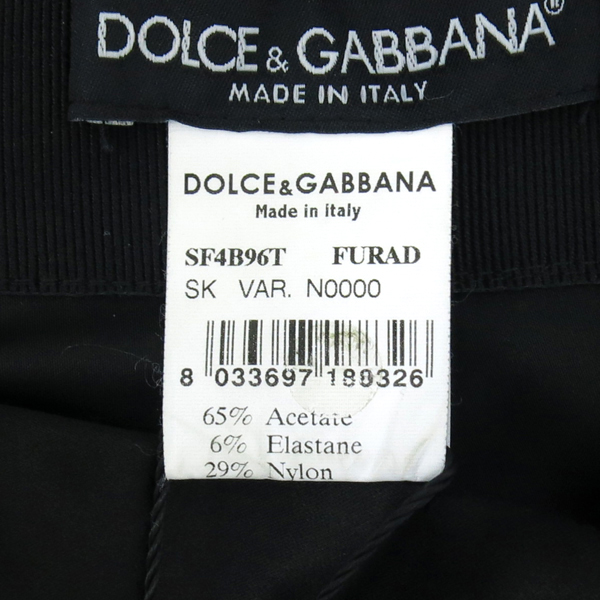 DOLCE & GABBANA®
MADE IN ITALY
DOLCE&GABBANA
Made in italy
SF4B96T FURAD
SK VAR. N0000
8 033697 188326
65% Acetate
6% Elastane
29% Nylon